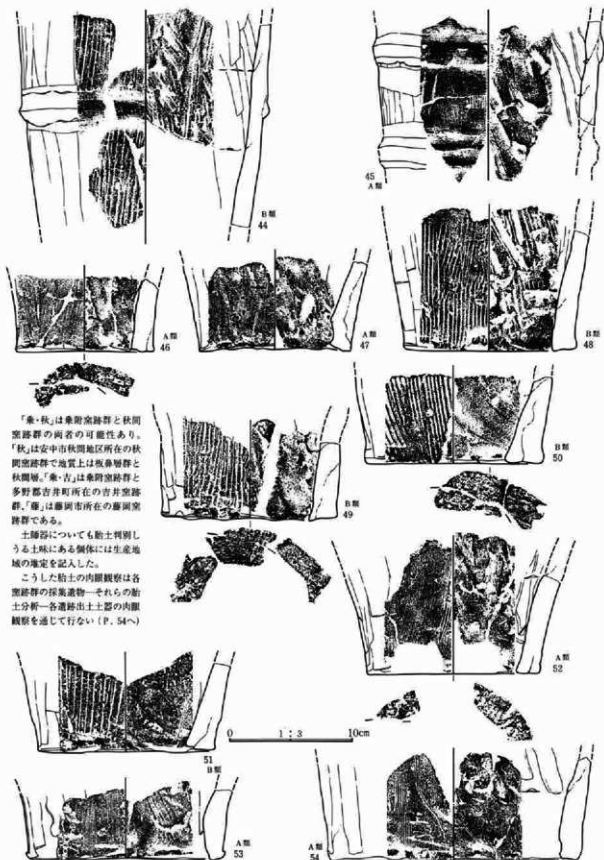 44
B類
45
A類
A類
46
A類
47
B類
48
「乗・秋」は乗附窯跡群と秋間
窯跡群の両者の可能性あり。
「秋」は安中市秋間地区所在の秋
間窯跡群で地質上は板鼻層群と
秋間層。「乗・吉」は乗附窯跡群と
多野郡吉井町所在の吉井窯跡
群。「藤」は藤岡市所在の藤岡窯
跡群である。
土師器についても胎土判別し
うる土味にある個体には生産地
域の推定を記入した。
こうした胎土の肉眼観察は各
窯跡群の採集遺物―それらの胎
土分析―各遺跡出土土器の肉眼
観察を通じて行ない(P. 54へ)
B類
49
B類
50
51
B類
A類
52
0 1:3 10cm
A類
53
A類
54